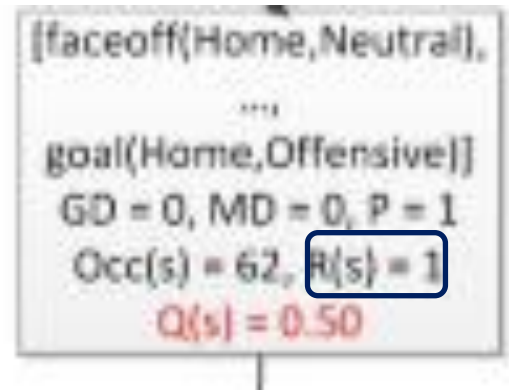 [faceoff(Home,Neutral),
...,
goal(Home,Offensive)]
GD = 0, MD = 0, P = 1
Occ(s) = 62, R(s) = 1
Q(s) = 0.50